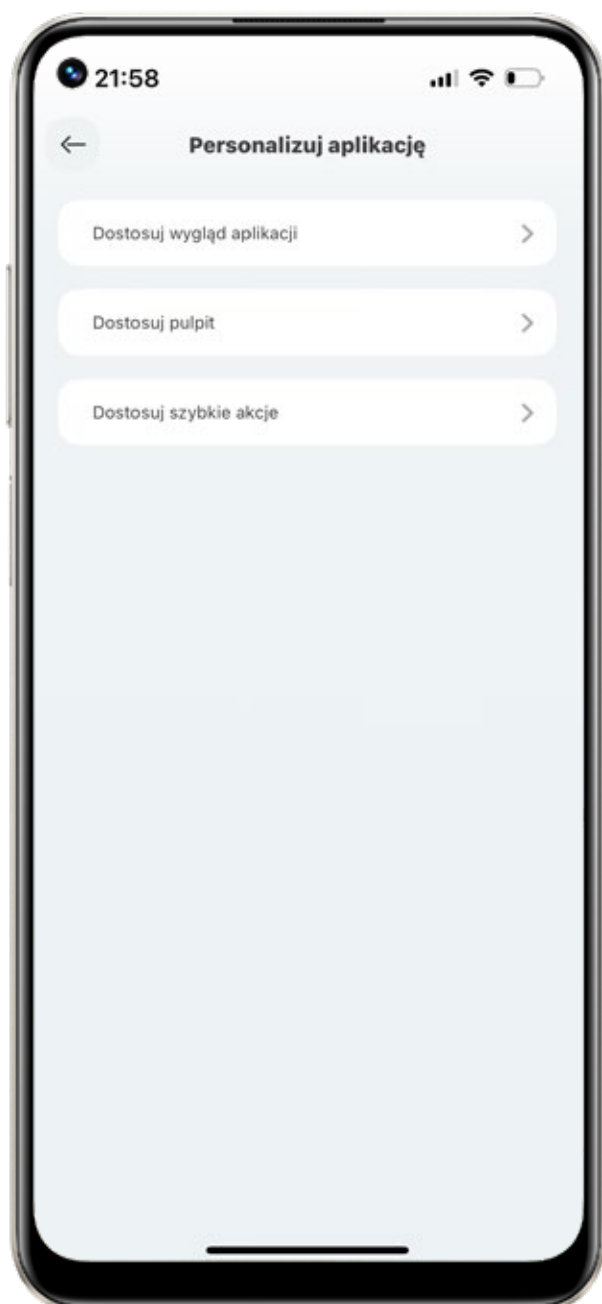 21:58
Personalizuj aplikację
Dostosuj wygląd aplikacji
Dostosuj pulpit
Dostosuj szybkie akcje